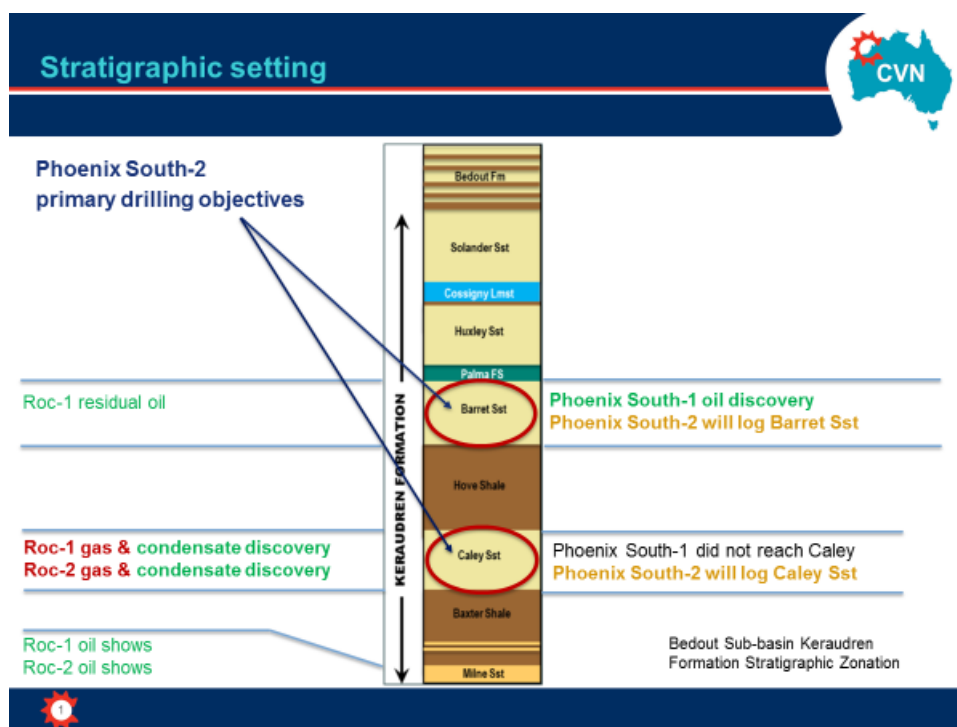 Stratigraphic setting
CVN
Phoenix South-2
primary drilling objectives
Bedout Fm
Solander Sst
Cossigny Lmst
Huxley Sst
Palma FS
Barret Sst
Hove Shale
Caley Sst
Baxter Shale
Milne Sst
KERAUDREN FORMATION
Roc-1 residual oil
Phoenix South-1 oil discovery
Phoenix South-2 will log Barret Sst
Roc-1 gas & condensate discovery
Roc-2 gas & condensate discovery
Phoenix South-1 did not reach Caley
Phoenix South-2 will log Caley Sst
Roc-1 oil shows
Roc-2 oil shows
Bedout Sub-basin Keraudren
Formation Stratigraphic Zonation
1